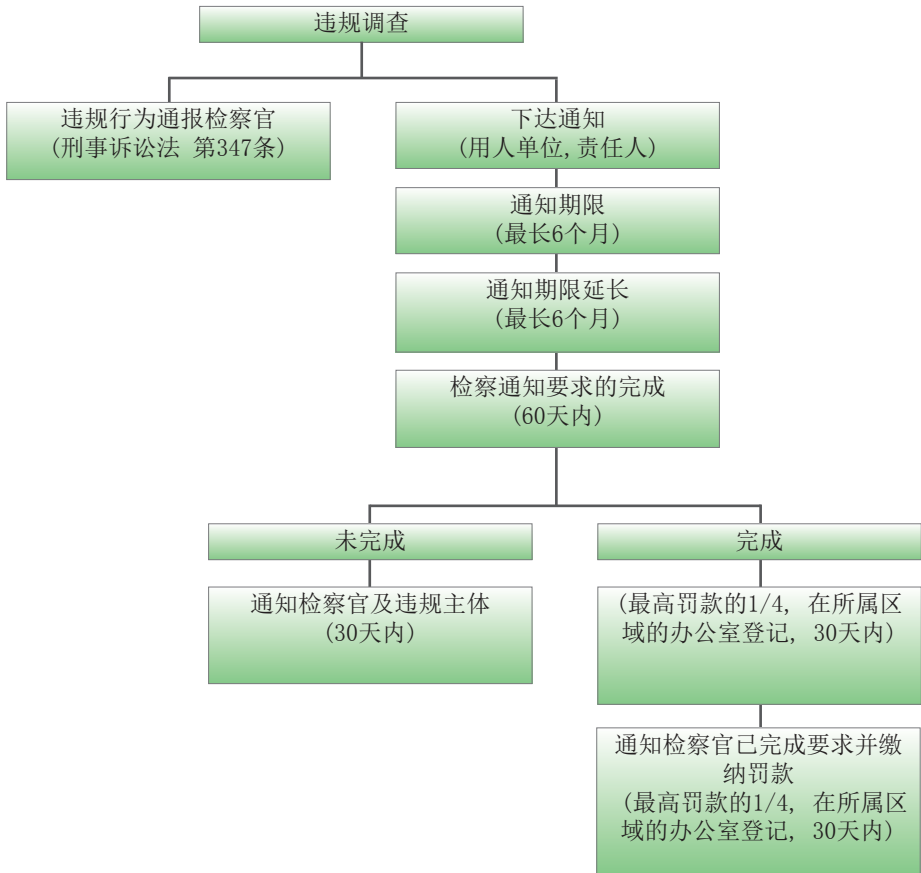 违规调查
违规行为通报检察官
(刑事诉讼法 第347条)
下达通知
(用人单位,责任人)
通知期限
(最长6个月)
通知期限延长
(最长6个月)
检察通知要求的完成
(60天内)
未完成
完成
通知检察官及违规主体
(30天内)
(最高罚款的1/4, 在所属区
域的办公室登记, 30天内)
通知检察官已完成要求并缴
纳罚款
(最高罚款的1/4, 在所属区
域的办公室登记, 30天内)